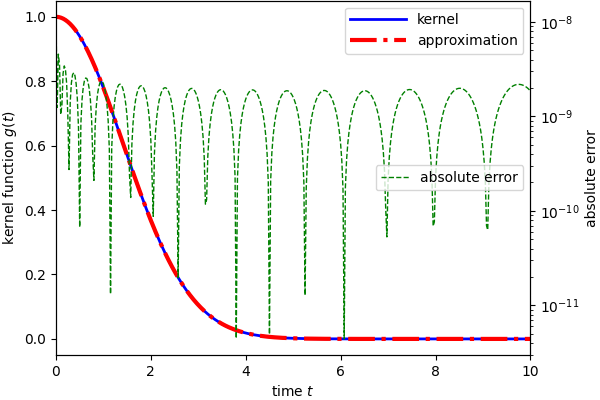 kernel
approximation
absolute error
kernel function g(t)
1.0
0.8
0.6
0.4
0.2
0.0
10⁻⁸
10⁻⁹
10⁻¹⁰
10⁻¹¹
absolute error
0 2 4 6 8 10
time t